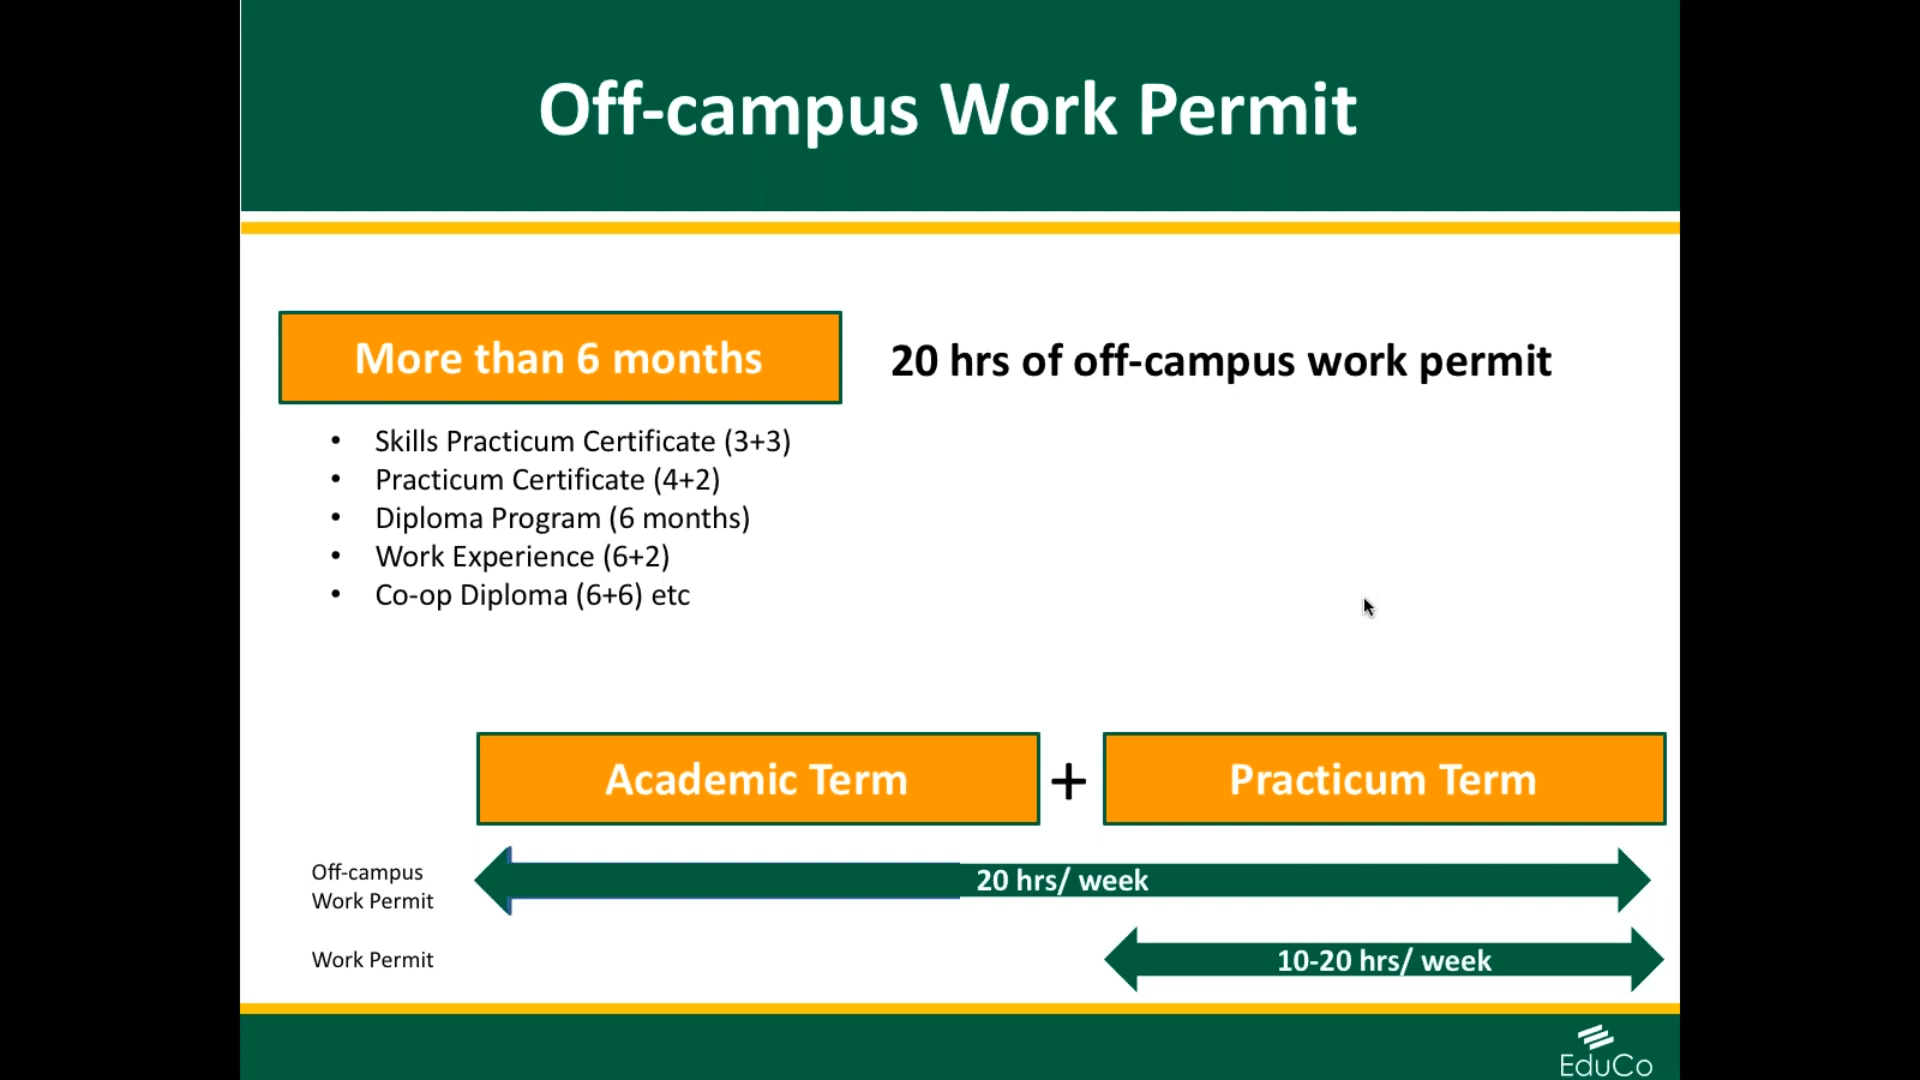 Off-campus Work Permit
More than 6 months
20 hrs of off-campus work permit
• Skills Practicum Certificate (3+3)
• Practicum Certificate (4+2)
• Diploma Program (6 months)
• Work Experience (6+2)
• Co-op Diploma (6+6) etc
Academic Term
+
Practicum Term
Off-campus
Work Permit
20 hrs/ week
Work Permit
10-20 hrs/ week
EduCo